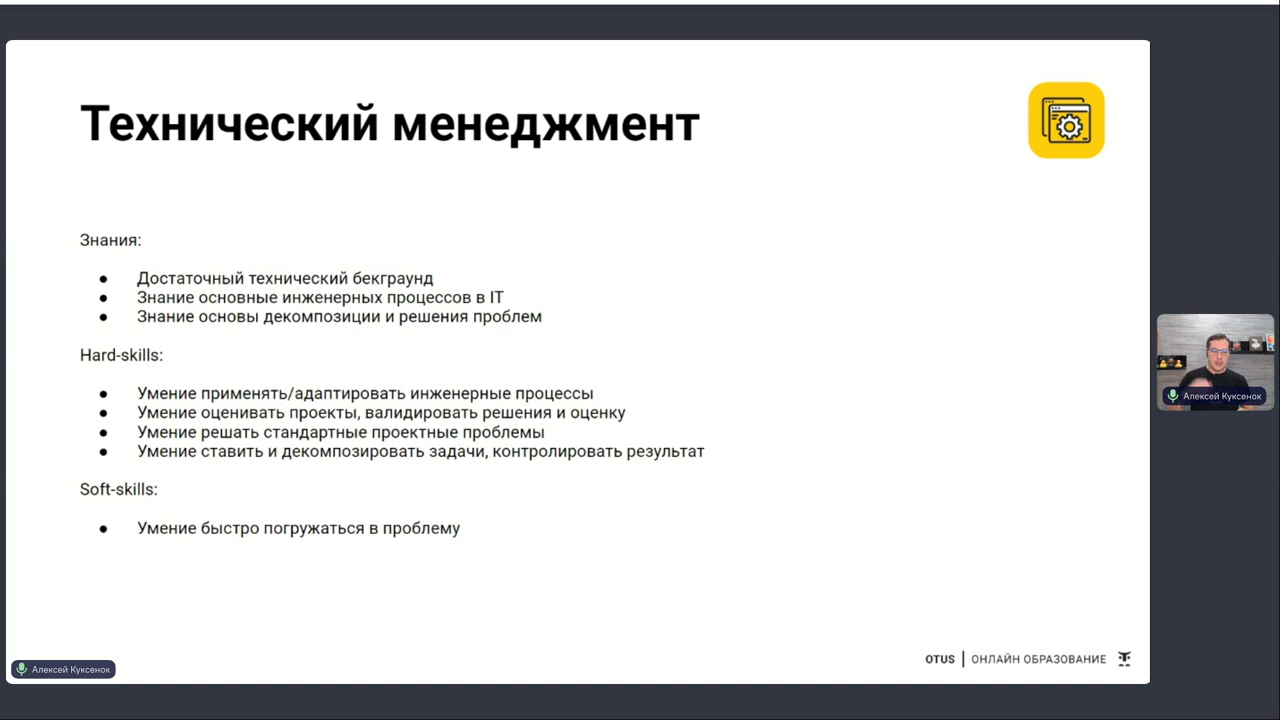 Технический менеджмент
Знания:
● Достаточный технический бекграунд
● Знание основные инженерных процессов в IT
● Знание основы декомпозиции и решения проблем
Hard-skills:
● Умение применять/адаптировать инженерные процессы
● Умение оценивать проекты, валидировать решения и оценку
● Умение решать стандартные проектные проблемы
● Умение ставить и декомпозировать задачи, контролировать результат
Soft-skills:
● Умение быстро погружаться в проблему
Алексей Куксенок
OTUS | ОНЛАЙН ОБРАЗОВАНИЕ
Алексей Куксенок